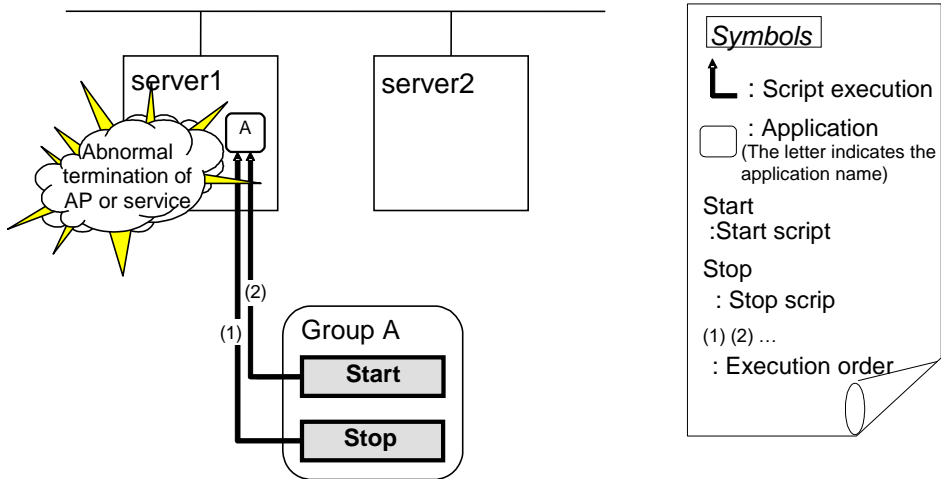 server1
server2
A
Abnormal
termination of
AP or service
(2)
(1)
Group A
Start
Stop
Symbols
: Script execution
: Application
(The letter indicates the
application name)
Start
:Start script
Stop
: Stop scrip
(1) (2) …
: Execution order